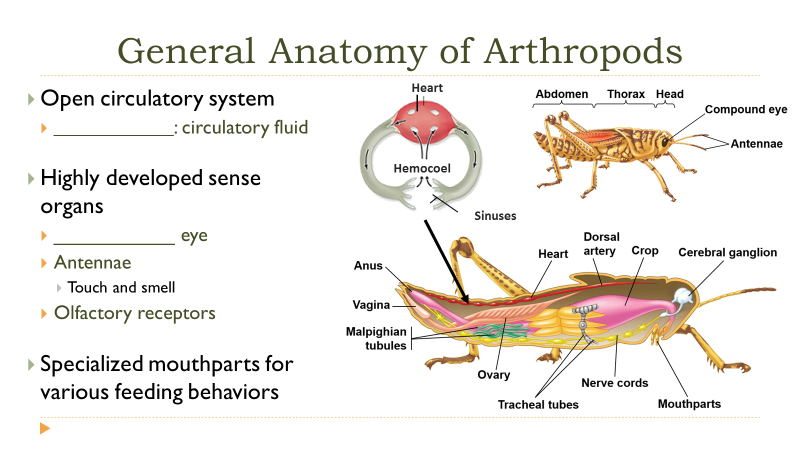 General Anatomy of Arthropods
Open circulatory system
____________: circulatory fluid
Highly developed sense
organs
____________ eye
Antennae
Touch and smell
Olfactory receptors
Specialized mouthparts for
various feeding behaviors
Heart
Hemocoel
Sinuses
Abdomen Thorax Head
Compound eye
Antennae
Anus
Vagina
Malpighian
tubules
Ovary
Tracheal tubes
Heart
Dorsal
artery
Crop
Cerebral ganglion
Nerve cords
Mouthparts